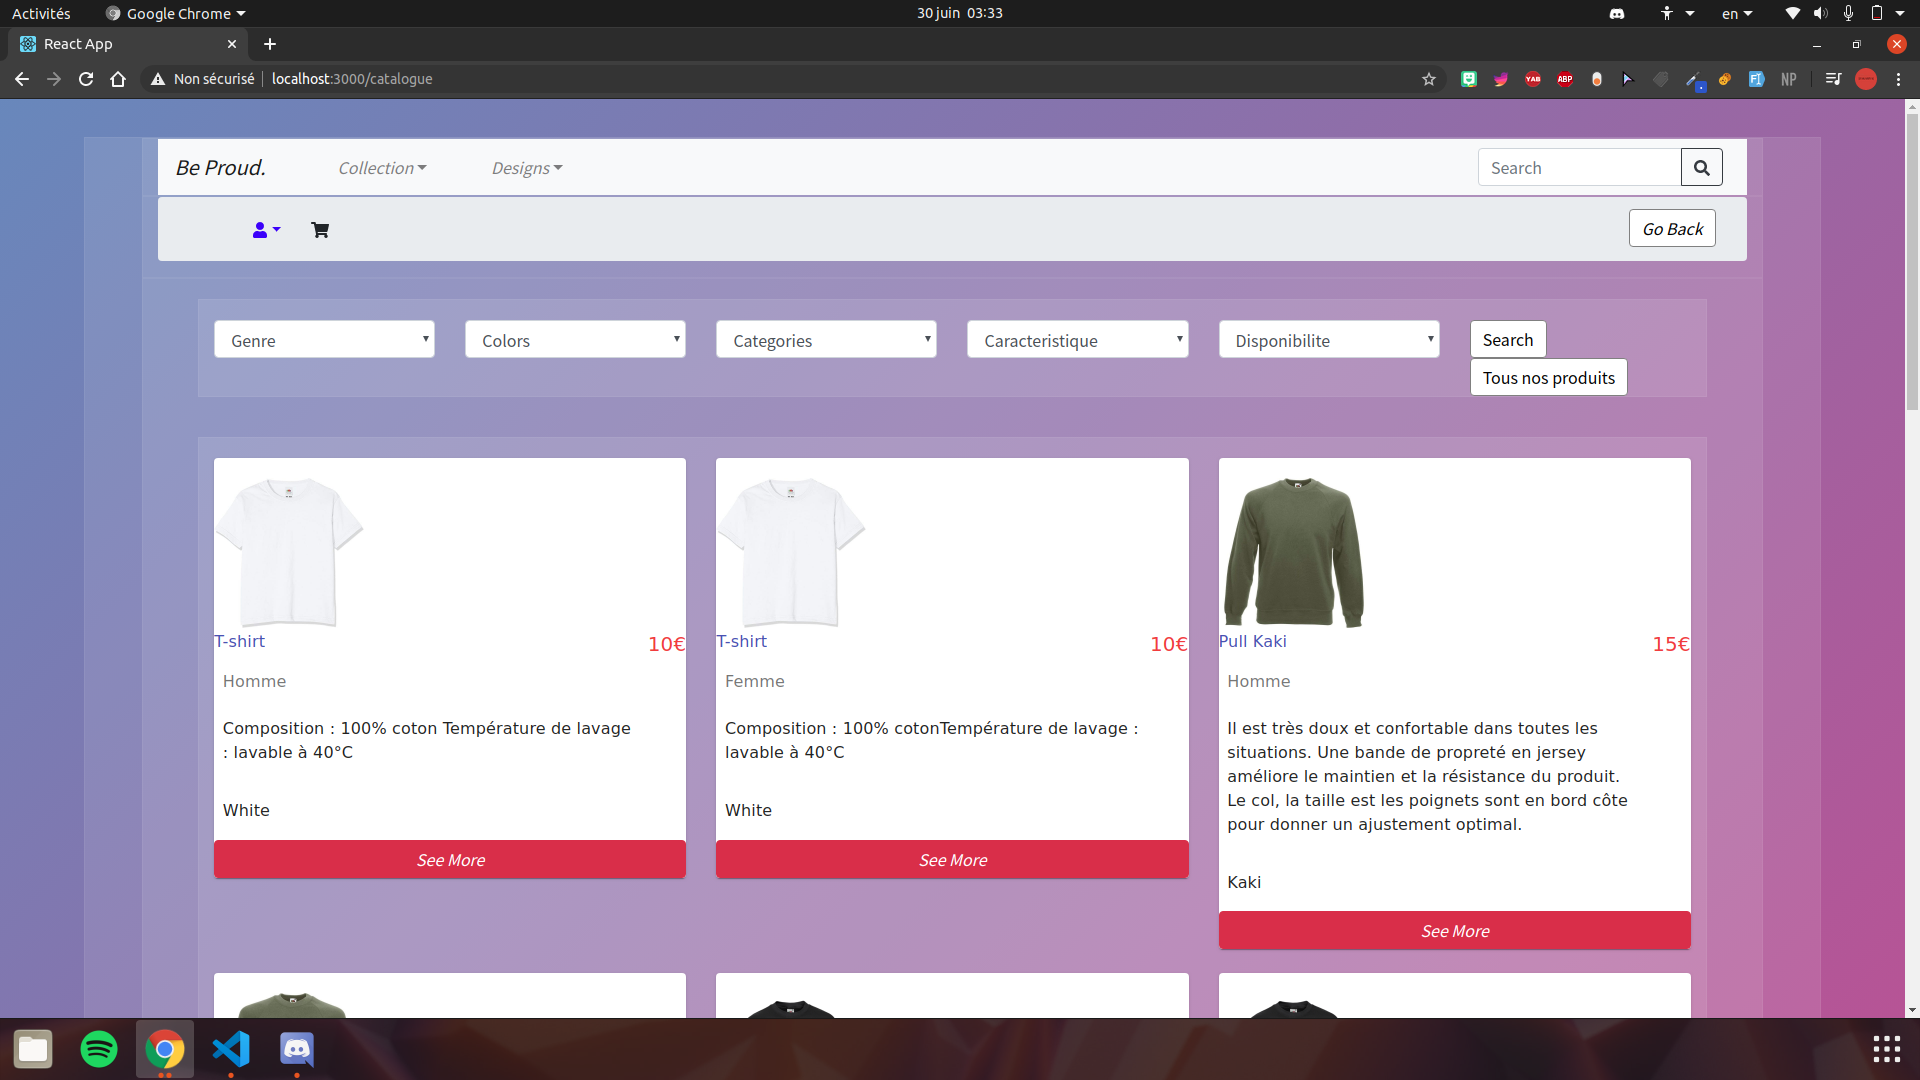 Activités
Google Chrome
30 juin 03:33
en
React App
Non sécurisé
localhost:3000/catalogue
YAB
ABP
NP
Be Proud.
Collection
Designs
Search
Go Back
Genre
Colors
Categories
Caracteristique
Disponibilite
Search
Tous nos produits
T-shirt
10€
Homme
Composition : 100% coton Température de lavage
: lavable à 40°C
White
See More
T-shirt
10€
Femme
Composition : 100% cotonTempérature de lavage :
lavable à 40°C
White
See More
Pull Kaki
15€
Homme
Il est très doux et confortable dans toutes les
situations. Une bande de propreté en jersey
améliore le maintien et la résistance du produit.
Le col, la taille est les poignets sont en bord côte
pour donner un ajustement optimal.
Kaki
See More